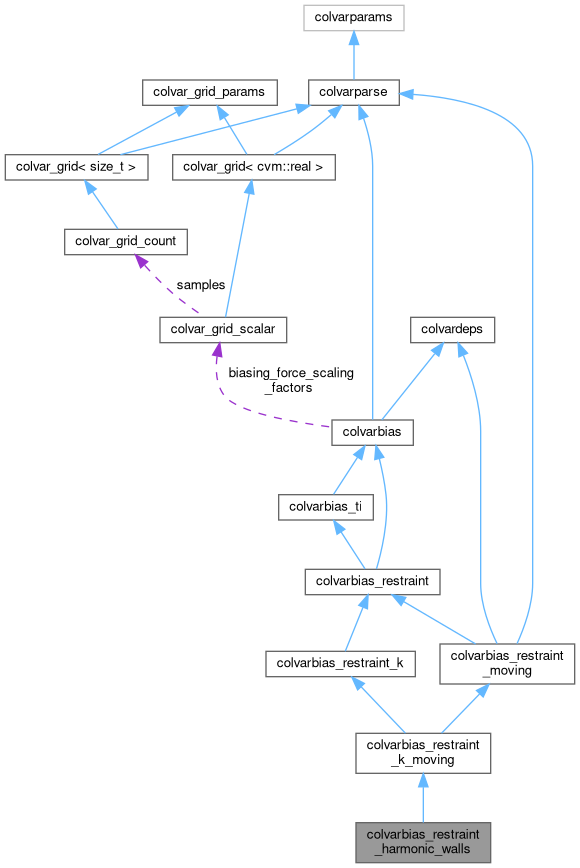 colvarparams
colvar_grid_params
colvarparse
colvar_grid< size_t >
colvar_grid< cvm::real >
colvar_grid_count
samples
colvar_grid_scalar
colvardeps
biasing_force_scaling
_factors
colvarbias
colvarbias_ti
colvarbias_restraint
colvarbias_restraint_k
colvarbias_restraint
_moving
colvarbias_restraint
_k_moving
colvarbias_restraint
_harmonic_walls